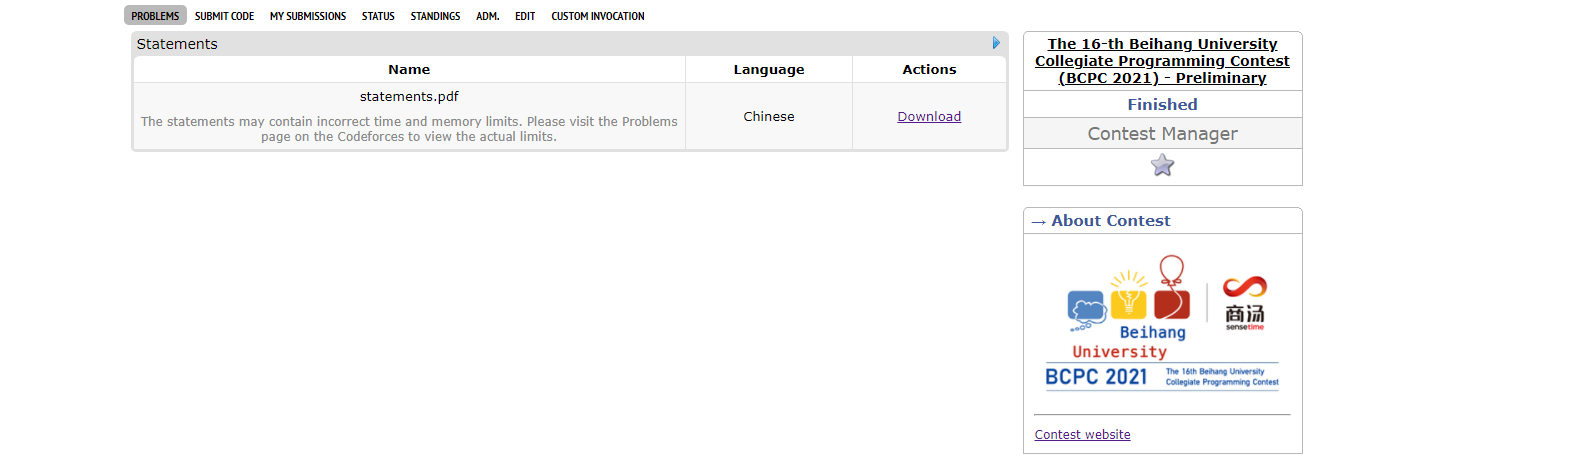 PROBLEMS SUBMIT CODE MY SUBMISSIONS STATUS STANDINGS ADM. EDIT CUSTOM INVOCATION
Statements
Name Language Actions
statements.pdf
The statements may contain incorrect time and memory limits. Please visit the Problems
page on the Codeforces to view the actual limits.
Chinese
Download
The 16-th Beihang University
Collegiate Programming Contest
(BCPC 2021) - Preliminary
Finished
Contest Manager
→ About Contest
商汤
sensetime
Beihang
University
BCPC 2021
The 16th Beihang University
Collegiate Programming Contest
Contest website